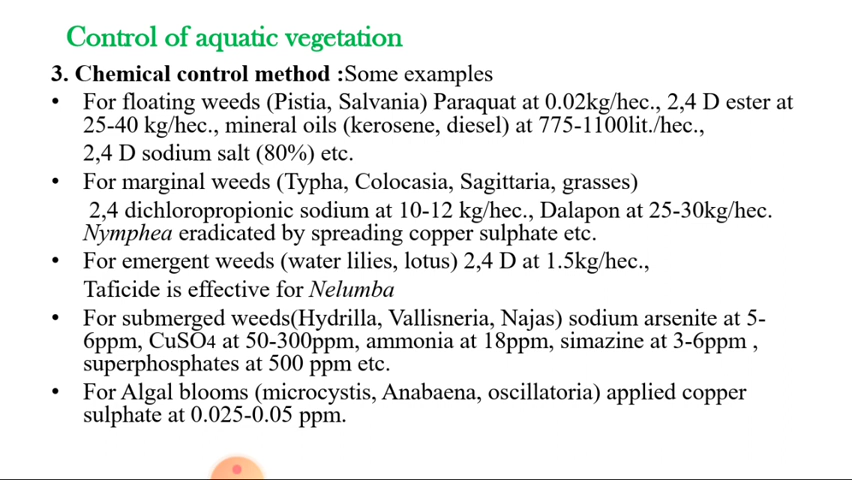 Control of aquatic vegetation
3. Chemical control method :Some examples
• For floating weeds (Pistia, Salvania) Paraquat at 0.02kg/hec., 2,4 D ester at
25-40 kg/hec., mineral oils (kerosene, diesel) at 775-1100lit./hec.,
2,4 D sodium salt (80%) etc.
• For marginal weeds (Typha, Colocasia, Sagittaria, grasses)
2,4 dichloropropionic sodium at 10-12 kg/hec., Dalapon at 25-30kg/hec.
Nymphea eradicated by spreading copper sulphate etc.
• For emergent weeds (water lilies, lotus) 2,4 D at 1.5kg/hec.,
Taficide is effective for Nelumba
• For submerged weeds(Hydrilla, Vallisneria, Najas) sodium arsenite at 5-
6ppm, CuSO4 at 50-300ppm, ammonia at 18ppm, simazine at 3-6ppm ,
superphosphates at 500 ppm etc.
• For Algal blooms (microcystis, Anabaena, oscillatoria) applied copper
sulphate at 0.025-0.05 ppm.